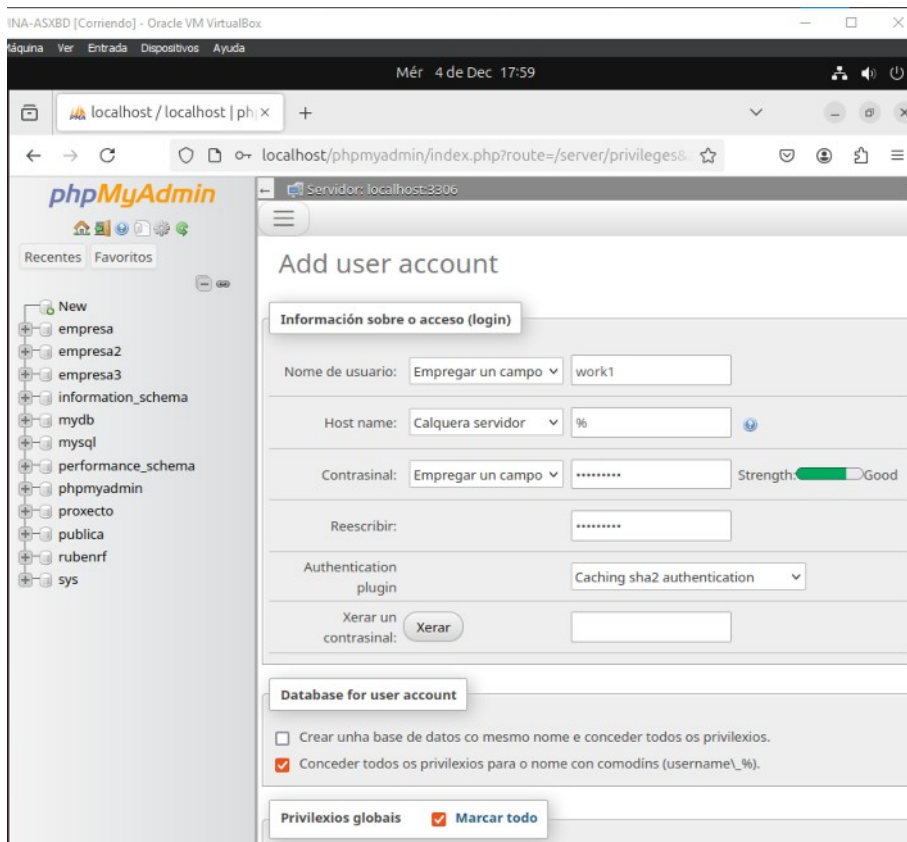 INA-ASXBD [Corriendo] - Oracle VM VirtualBox
Máquina Ver Entrada Dispositivos Ayuda
Mér 4 de Dec 17:59
localhost / localhost | ph
localhost/phpmyadmin/index.php?route=/server/privileges&
phpMyAdmin
Recentes Favoritos
New
empresa
empresa2
empresa3
information_schema
mydb
mysql
performance_schema
phpmyadmin
proxecto
publica
rubenrf
sys
Servidor: localhost:3306
Add user account
Información sobre o acceso (login)
Nome de usuario: Empregar un campo work1
Host name: Calquera servidor %
Contrasinal: Empregar un campo ········· Strength: Good
Reescribir: ·········
Authentication
plugin
Caching sha2 authentication
Xerar un
contrasinal:
Xerar
Database for user account
Crear unha base de datos co mesmo nome e conceder todos os privilexios.
Conceder todos os privilexios para o nome con comodíns (username\_%).
Privilexios globais Marcar todo